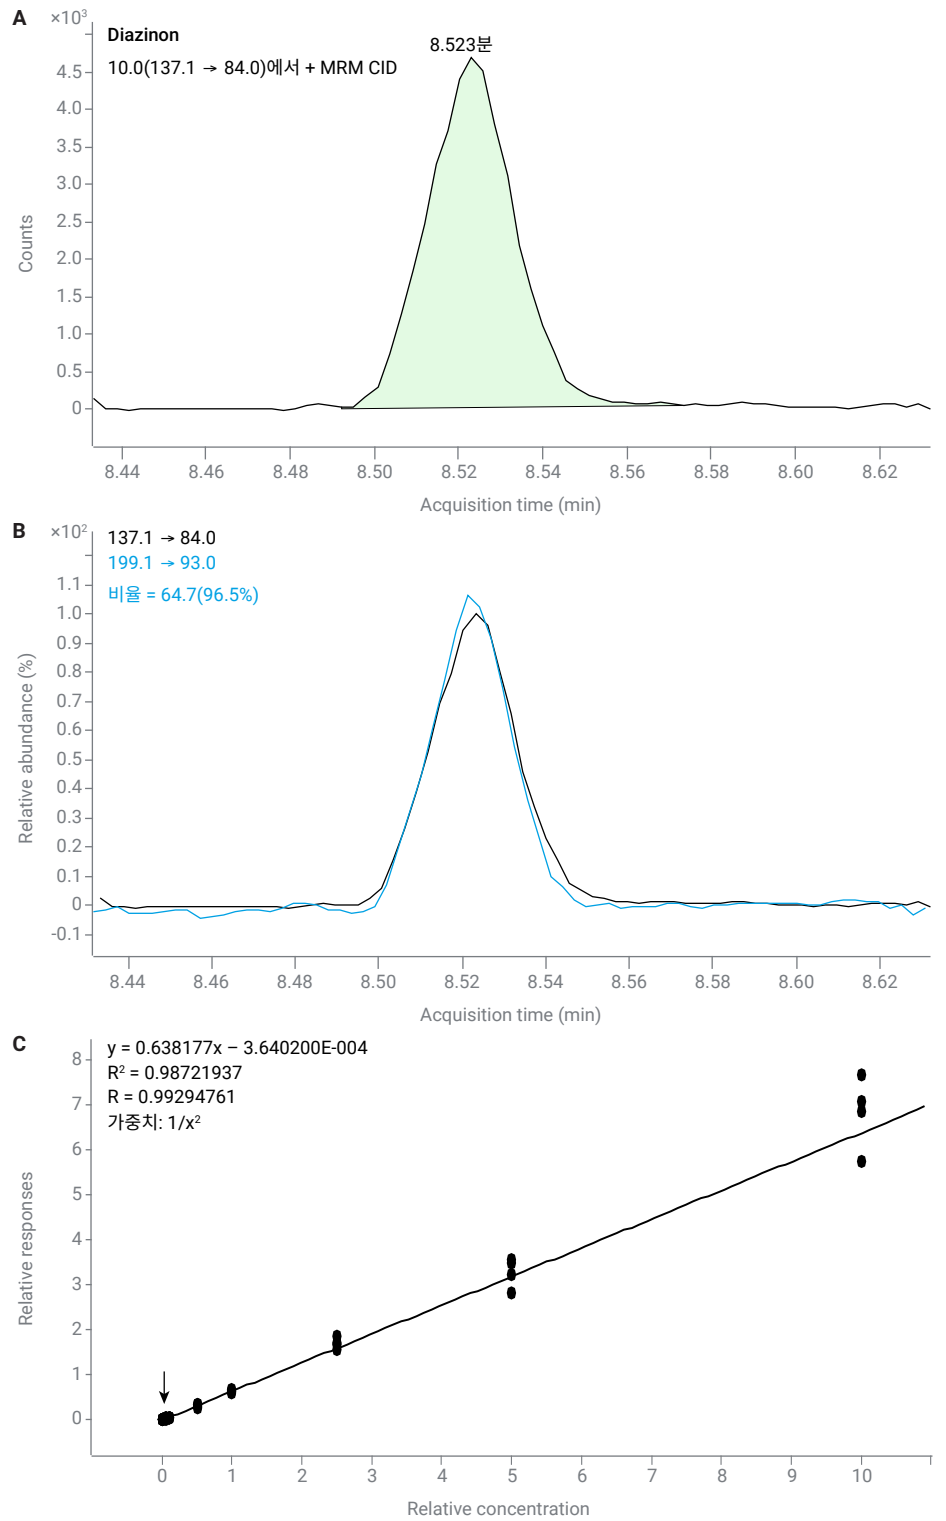 A
×10³
Diazinon
8.523분
10.0(137.1 → 84.0)에서 + MRM CID
4.5
4.0
3.5
3.0
2.5
2.0
1.5
1.0
0.5
0
Counts
8.44 8.46 8.48 8.50 8.52 8.54 8.56 8.58 8.60 8.62
Acquisition time (min)
B
×10²
137.1 → 84.0
199.1 → 93.0
비율 = 64.7(96.5%)
1.1
1.0
0.9
0.8
0.7
0.6
0.5
0.4
0.3
0.2
0.1
0
-0.1
Relative abundance (%)
8.44 8.46 8.48 8.50 8.52 8.54 8.56 8.58 8.60 8.62
Acquisition time (min)
C
y = 0.638177x – 3.640200E-004
R² = 0.98721937
R = 0.99294761
가중치: 1/x²
8
7
6
5
4
3
2
1
0
Relative responses
0 1 2 3 4 5 6 7 8 9 10
Relative concentration